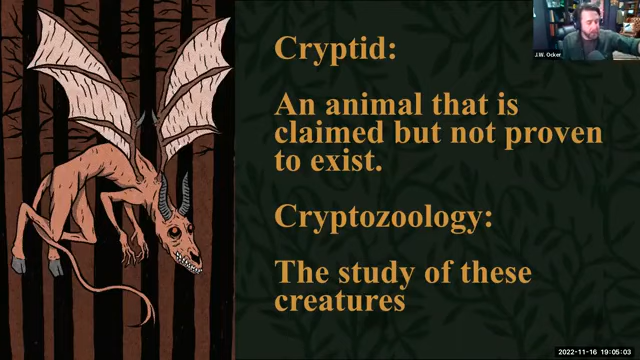 Cryptid:
An animal that is
claimed but not proven
to exist.
Cryptozoology:
The study of these
creatures
J.W. Ocker
2022-11-16 19:05:03